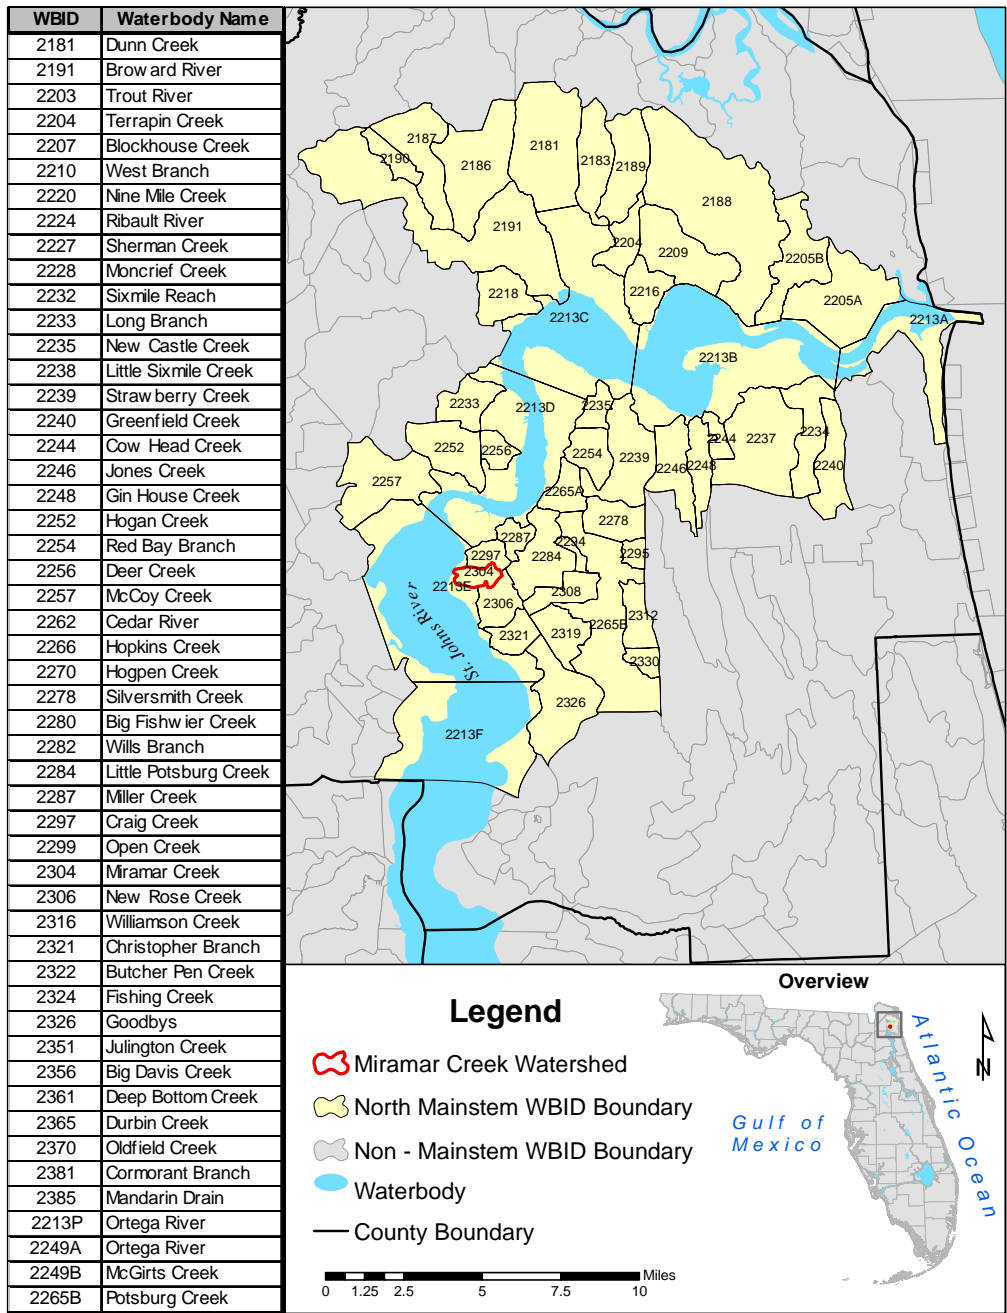 WBID Waterbody Name
2181 Dunn Creek
2191 Broward River
2203 Trout River
2204 Terrapin Creek
2207 Blockhouse Creek
2210 West Branch
2220 Nine Mile Creek
2224 Ribault River
2227 Sherman Creek
2228 Moncrief Creek
2232 Sixmile Reach
2233 Long Branch
2235 New Castle Creek
2238 Little Sixmile Creek
2239 Strawberry Creek
2240 Greenfield Creek
2244 Cow Head Creek
2246 Jones Creek
2248 Gin House Creek
2252 Hogan Creek
2254 Red Bay Branch
2256 Deer Creek
2257 McCoy Creek
2262 Cedar River
2266 Hopkins Creek
2270 Hogpen Creek
2278 Silversmith Creek
2280 Big Fishwier Creek
2282 Wills Branch
2284 Little Potsburg Creek
2287 Miller Creek
2297 Craig Creek
2299 Open Creek
2304 Miramar Creek
2306 New Rose Creek
2316 Williamson Creek
2321 Christopher Branch
2322 Butcher Pen Creek
2324 Fishing Creek
2326 Goodbys
2351 Julington Creek
2356 Big Davis Creek
2361 Deep Bottom Creek
2365 Durbin Creek
2370 Oldfield Creek
2381 Cormorant Branch
2385 Mandarin Drain
2213P Ortega River
2249A Ortega River
2249B McGirts Creek
2265B Potsburg Creek
2187
2181
2190
2186
2183
2189
2188
2191
2204
2209
2205B
2218
2216
2205A
2213C
2213A
2213B
2233
2213D
2235
2252
2256
2254
2239
2244
2237
2234
2246
2248
2240
2257
2265A
2278
2287
2294
2297
2284
2295
2304
2213E
2308
2306
2312
2265B
2321
2319
St. Johns River
2330
2326
2213F
Legend
Miramar Creek Watershed
North Mainstem WBID Boundary
Non - Mainstem WBID Boundary
Waterbody
County Boundary
0 1.25 2.5 5 7.5 10 Miles
Overview
Atlantic Ocean
Gulf of
Mexico
N